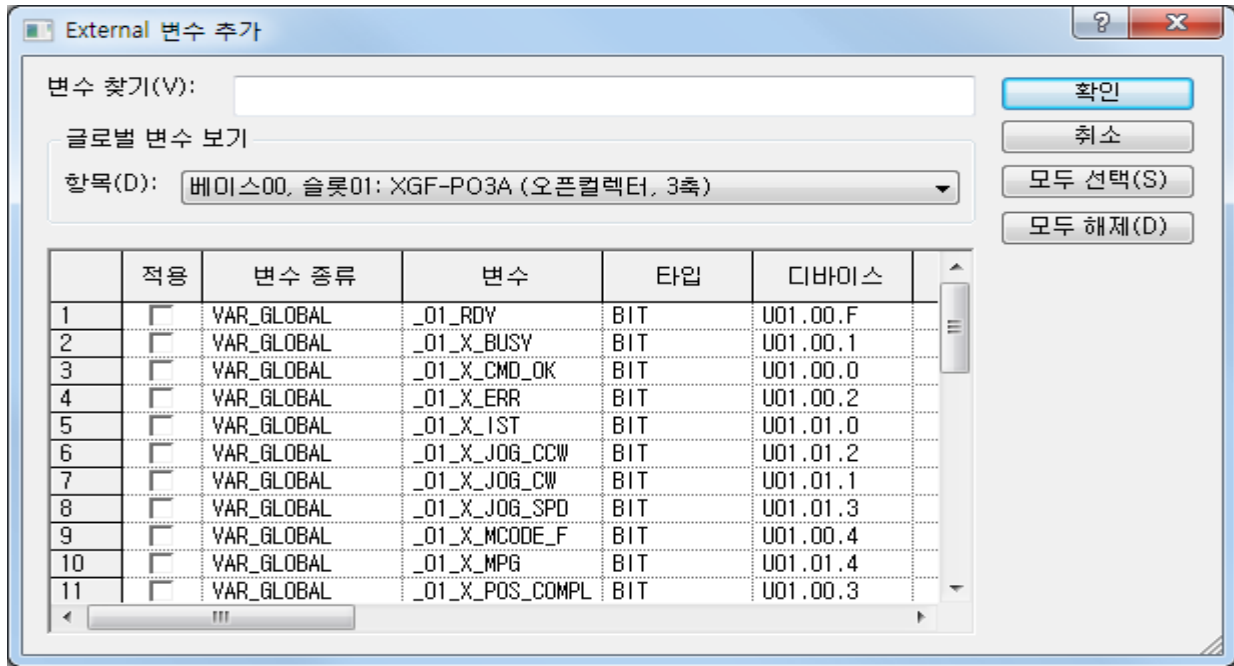 External 변수 추가
변수 찾기(V):
확인
글로벌 변수 보기
취소
항목(D): 베이스00, 슬롯01: XGF-PO3A (오픈컬렉터, 3축)
모두 선택(S)
모두 해제(D)
적용 변수 종류 변수 타입 디바이스
1 VAR_GLOBAL _01_RDY BIT U01.00.F
2 VAR_GLOBAL _01_X_BUSY BIT U01.00.1
3 VAR_GLOBAL _01_X_CMD_OK BIT U01.00.0
4 VAR_GLOBAL _01_X_ERR BIT U01.00.2
5 VAR_GLOBAL _01_X_IST BIT U01.01.0
6 VAR_GLOBAL _01_X_JOG_CCW BIT U01.01.2
7 VAR_GLOBAL _01_X_JOG_CW BIT U01.01.1
8 VAR_GLOBAL _01_X_JOG_SPD BIT U01.01.3
9 VAR_GLOBAL _01_X_MCODE_F BIT U01.00.4
10 VAR_GLOBAL _01_X_MPG BIT U01.01.4
11 VAR_GLOBAL _01_X_POS_COMPL BIT U01.00.3